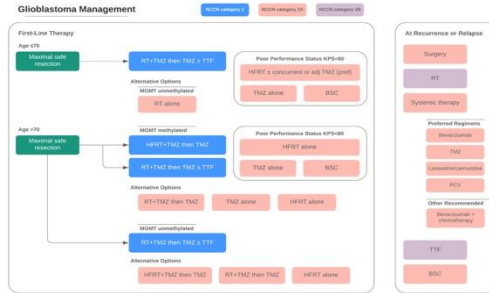 Glioblastoma Management
NCCN category 1
NCCN category 2A
NCCN category 2B
First-Line Therapy
Age ≤70
Maximal safe
resection
RT+TMZ then TMZ ± TTF
Alternative Options
MGMT unmethylated
RT alone
Poor Performance Status KPS<60
HFRT ± concurrent or adj TMZ (pref)
TMZ alone
BSC
Age >70
Maximal safe
resection
MGMT methylated
HFRT+TMZ then TMZ
RT+TMZ then TMZ ± TTF
Poor Performance Status KPS<60
HFRT alone
TMZ alone
BSC
Alternative Options
RT+TMZ then TMZ
TMZ alone
HFRT alone
MGMT unmethylated
RT+TMZ then TMZ ± TTF
Alternative Options
HFRT+TMZ then TMZ
RT+TMZ then TMZ
HFRT alone
At Recurrence or Relapse
Surgery
RT
Systemic therapy
Preferred Regimens
Bevacizumab
TMZ
Lomustine/carmustine
PCV
Other Recommended
Bevacizumab +
chemotherapy
TTF
BSC